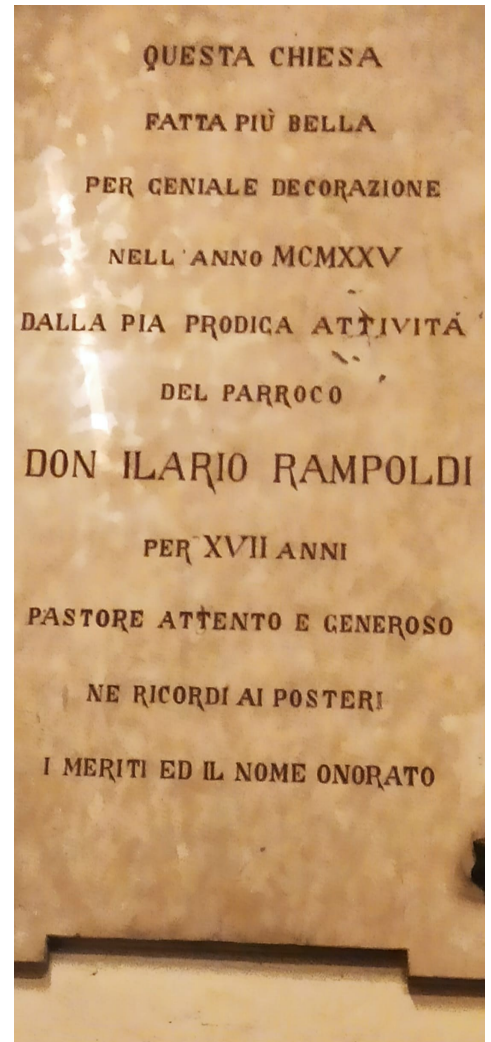 QUESTA CHIESA
FATTA PIÙ BELLA
PER GENIALE DECORAZIONE
NELL'ANNO MCMXXV
DALLA PIA PRODIGA ATTIVITÀ
DEL PARROCO
DON ILARIO RAMPOLDI
PER XVII ANNI
PASTORE ATTENTO E GENEROSO
NE RICORDI AI POSTERI
I MERITI ED IL NOME ONORATO